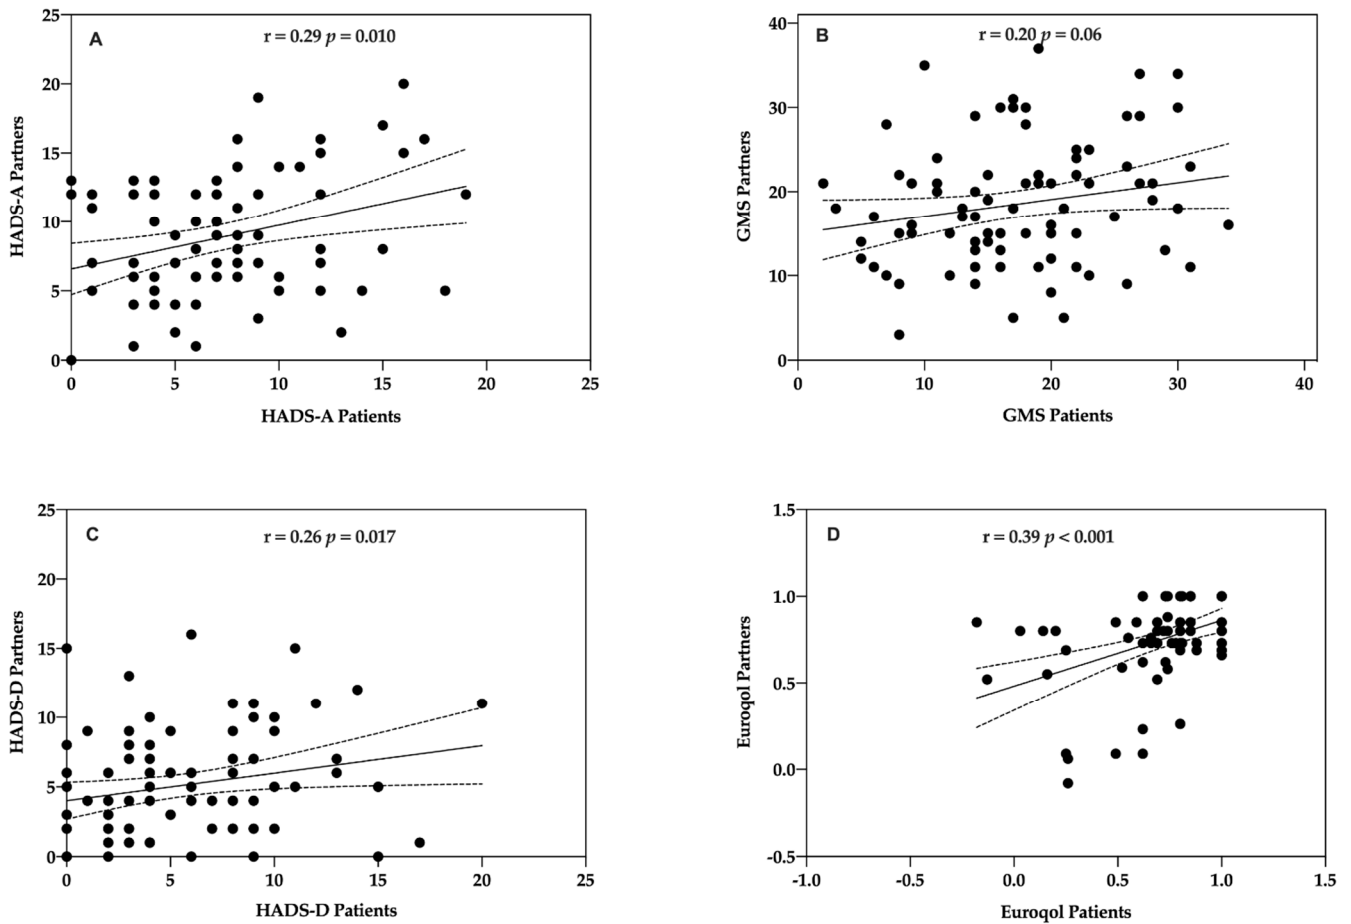 A
r = 0.29 p = 0.010
25
20
15
10
5
0
HADS-A Partners
0 5 10 15 20 25
HADS-A Patients
B
r = 0.20 p = 0.06
40
30
20
10
0
GMS Partners
0 10 20 30 40
GMS Patients
C
r = 0.26 p = 0.017
25
20
15
10
5
0
HADS-D Partners
0 5 10 15 20 25
HADS-D Patients
D
r = 0.39 p < 0.001
1.5
1.0
0.5
0.0
-0.5
Euroqol Partners
-1.0 -0.5 0.0 0.5 1.0 1.5
Euroqol Patients